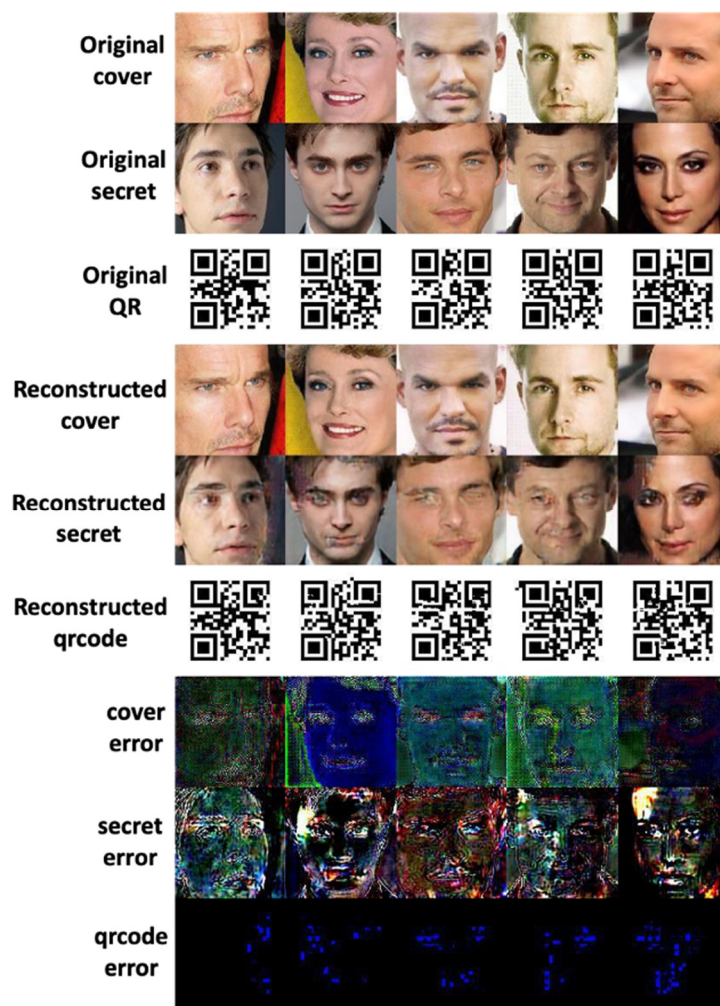 Original
cover
Original
secret
Original
QR
Reconstructed
cover
Reconstructed
secret
Reconstructed
qrcode
cover
error
secret
error
qrcode
error